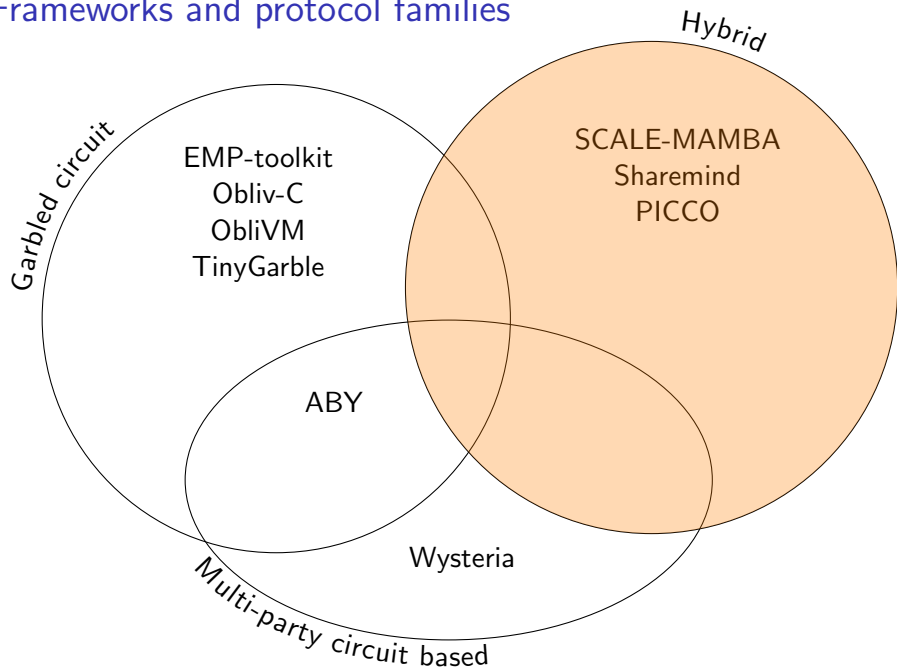 Frameworks and protocol families
Hybrid
Garbled circuit
EMP-toolkit
Obliv-C
ObliVM
TinyGarble
SCALE-MAMBA
Sharemind
PICCO
ABY
Wysteria
Multi-party circuit based